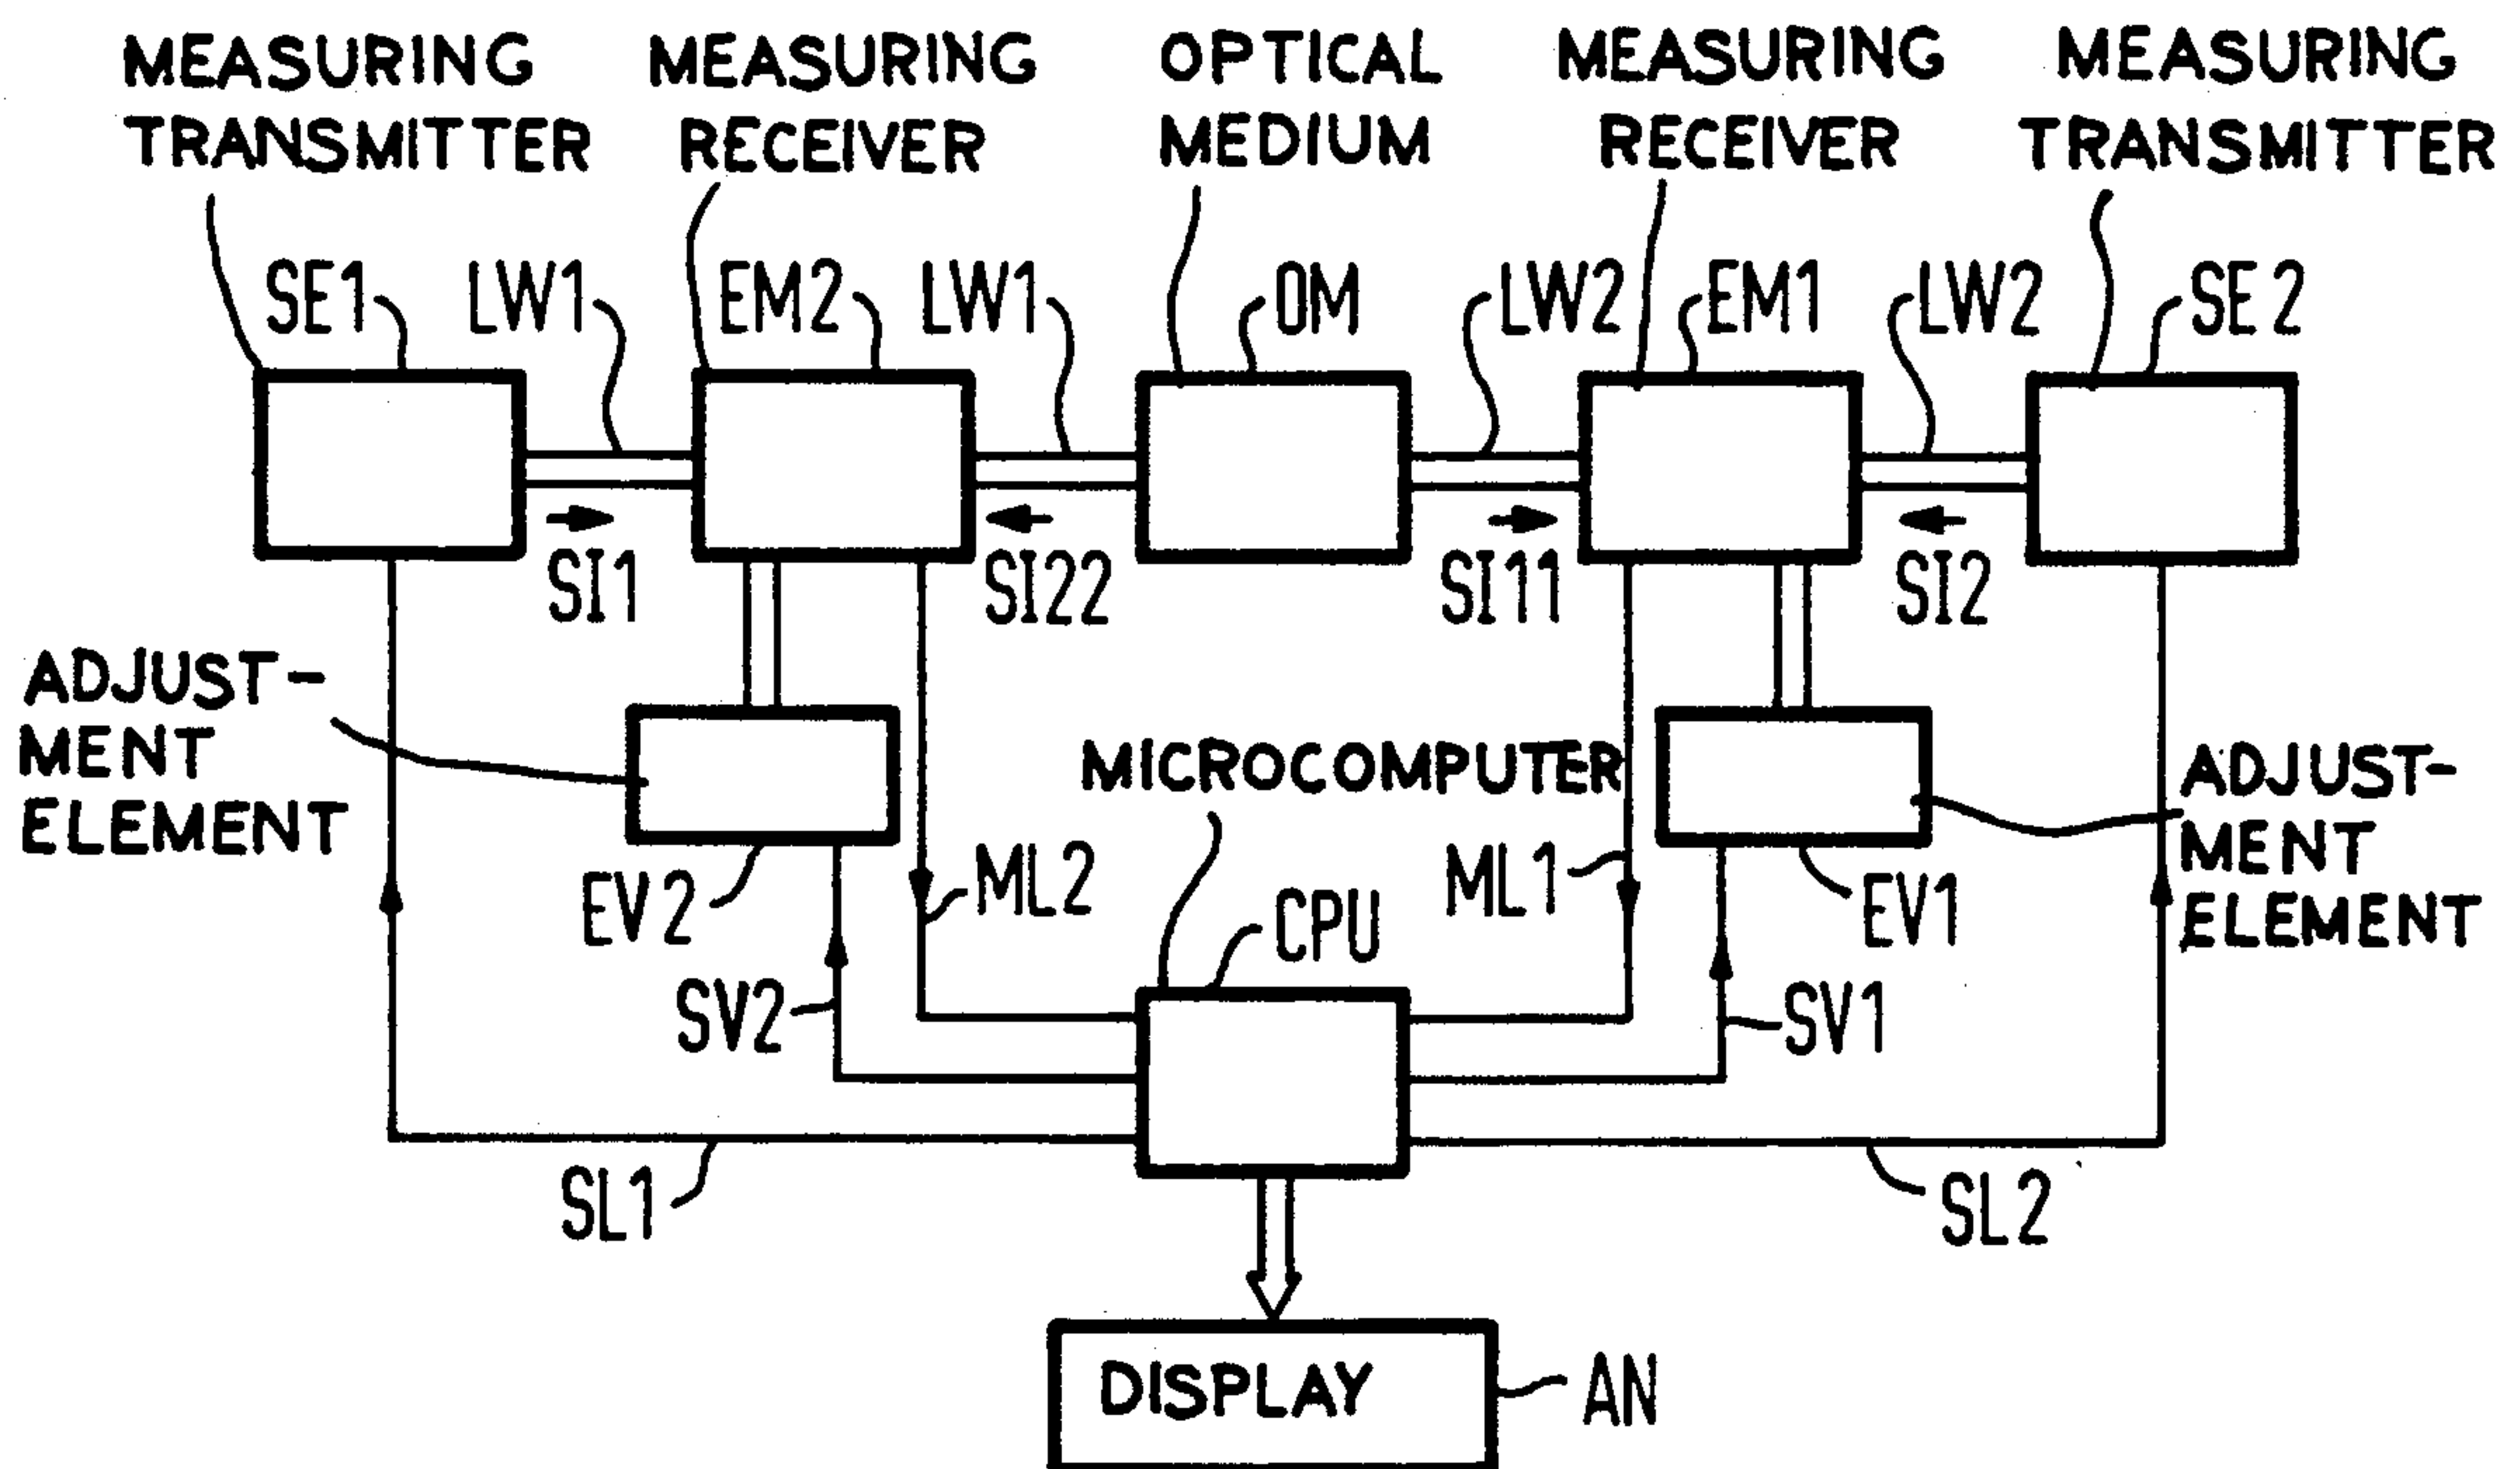 MEASURING
TRANSMITTER
MEASURING
RECEIVER
OPTICAL
MEDIUM
MEASURING
RECEIVER
MEASURING
TRANSMITTER
SE1
LW1
EM2
LW1
OM
LW2
EM1
LW2
SE2
SI1
SI22
SI11
SI2
ADJUST-
MENT
ELEMENT
MICROCOMPUTER
ADJUST-
MENT
ELEMENT
EV2
ML2
ML1
EV1
CPU
SV2
SV1
SL1
SL2
DISPLAY
AN